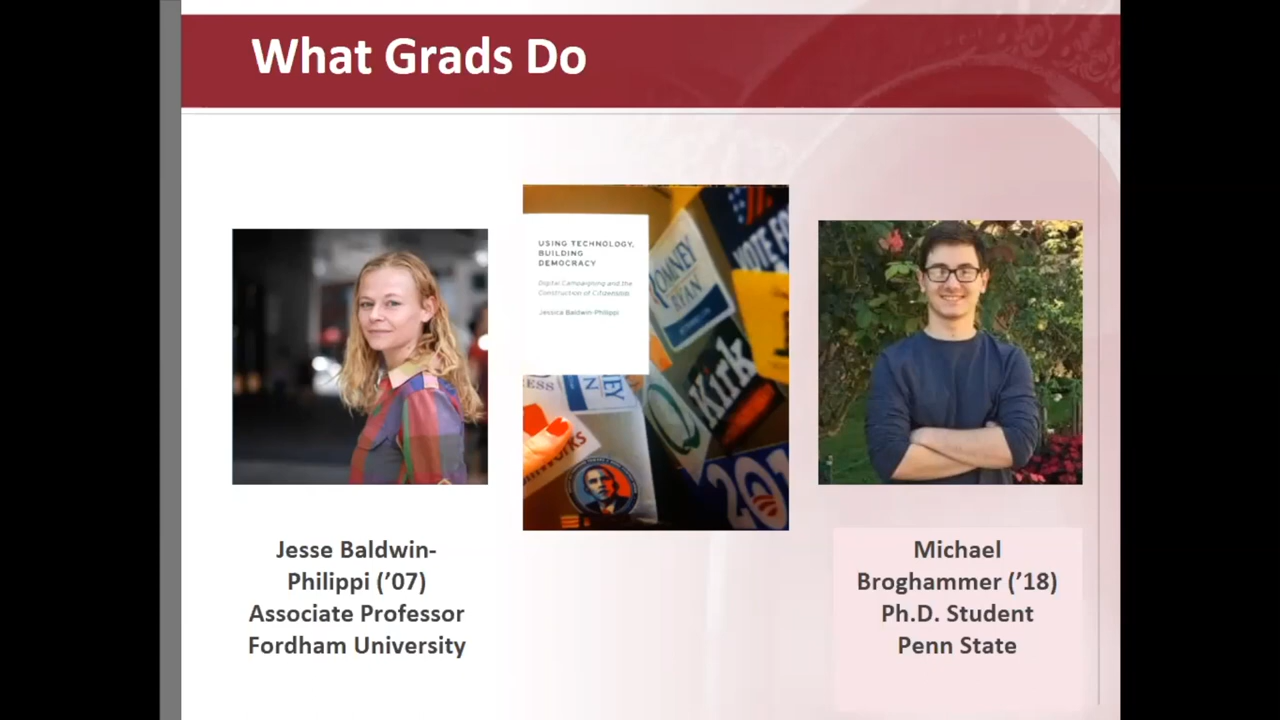 What Grads Do
USING TECHNOLOGY,
BUILDING
DEMOCRACY
Digital Campaigning and the
Construction of Citizenship
Jessica Baldwin-Philippi
ROMNEY
RYAN
VOTE FO
Kirk
201
Jesse Baldwin-
Philippi (’07)
Associate Professor
Fordham University
Michael
Broghammer (’18)
Ph.D. Student
Penn State